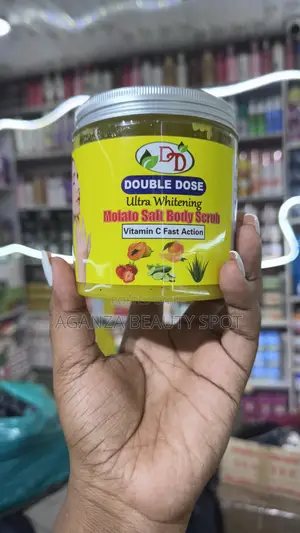 DD
DOUBLE DOSE
Ultra Whitening
Molato Salt Body Scrub
Vitamin C Fast Action
AGANZA BEAUTY SPOT